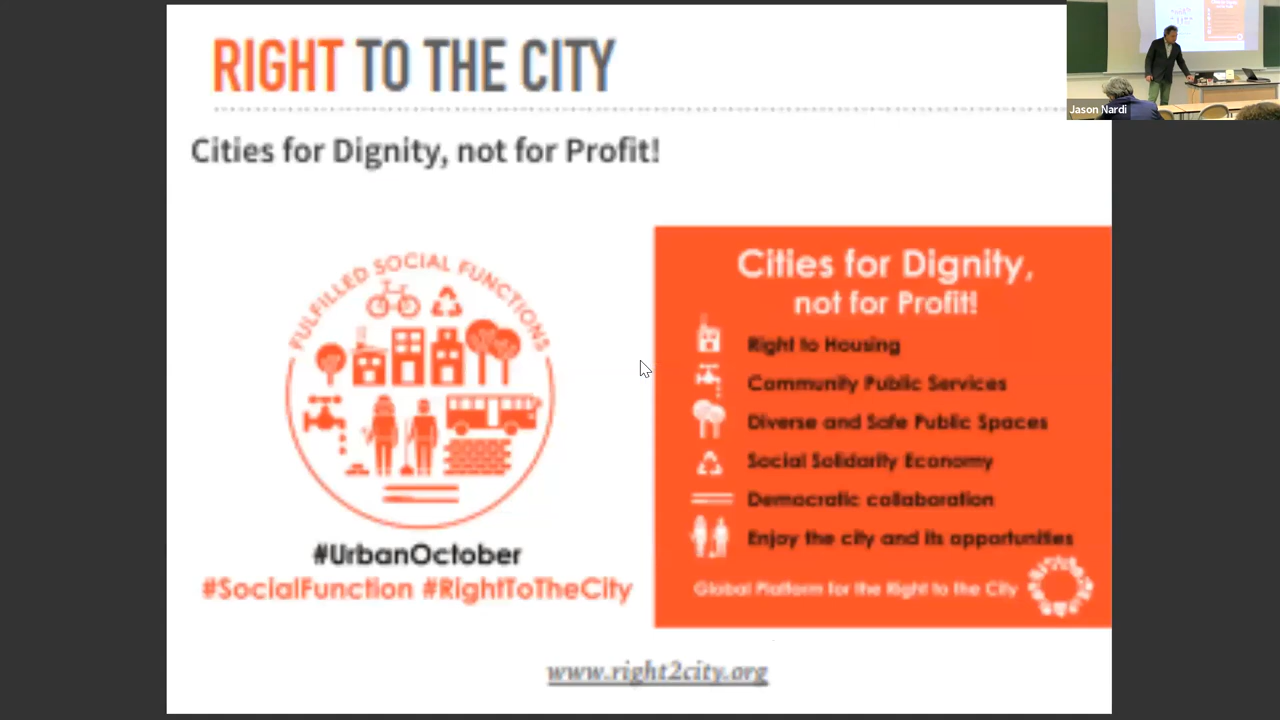 RIGHT TO THE CITY
Cities for Dignity, not for Profit!
FULFILLED SOCIAL FUNCTIONS
#UrbanOctober
#SocialFunction #RightToTheCity
Cities for Dignity,
not for Profit!
Right to Housing
Community Public Services
Diverse and Safe Public Spaces
Social Solidarity Economy
Democratic collaboration
Enjoy the city and its opportunities
Global Platform for the Right to the City
www.right2city.org
Jason Nardi